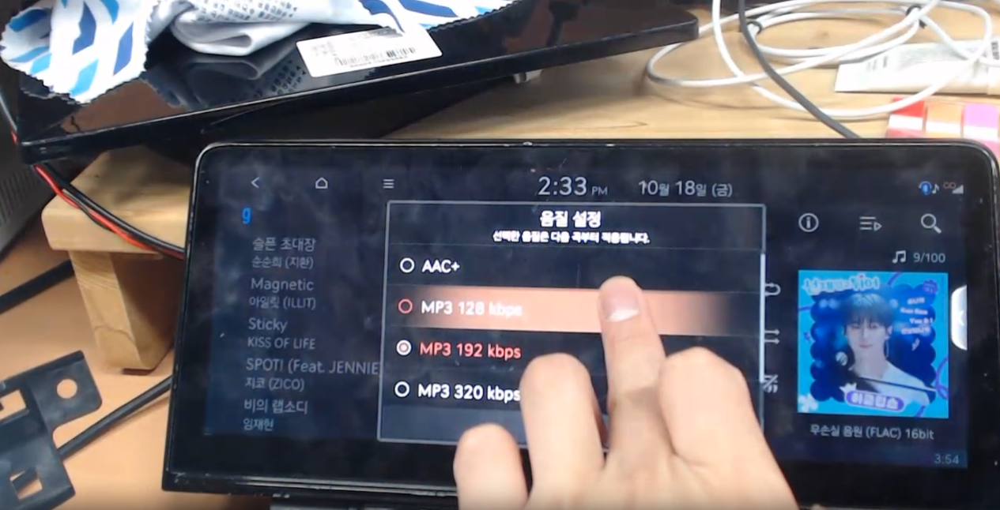 2:33 PM 10월 18일 (금)
g
음질 설정
선택한 음질은 다음 곡부터 적용됩니다.
AAC+
MP3 128 kbps
MP3 192 kbps
MP3 320 kbps
슬픈 초대장
순순희 (지환)
Magnetic
아일릿 (ILLIT)
Sticky
KISS OF LIFE
SPOT! (Feat. JENNIE
지코 (ZICO)
비의 랩소디
임재현
9/100
무손실 음원 (FLAC) 16bit
3:54